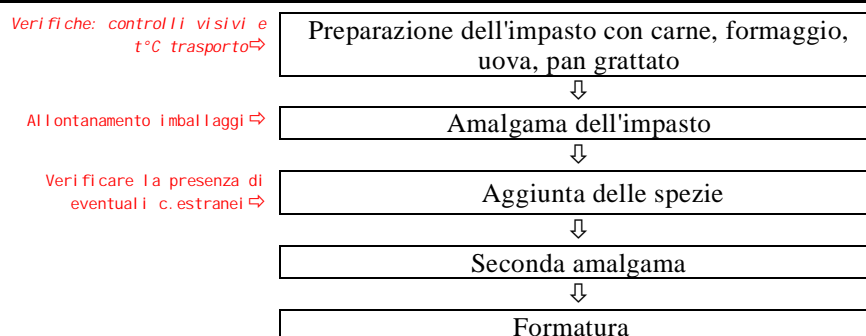 Verifiche: controlli visivi e
t°C trasporto⇨
Preparazione dell'impasto con carne, formaggio,
uova, pan grattato
⇩
Allontanamento imballaggi⇨
Amalgama dell'impasto
⇩
Verificare la presenza di
eventuali c.estranei⇨
Aggiunta delle spezie
⇩
Seconda amalgama
⇩
Formatura